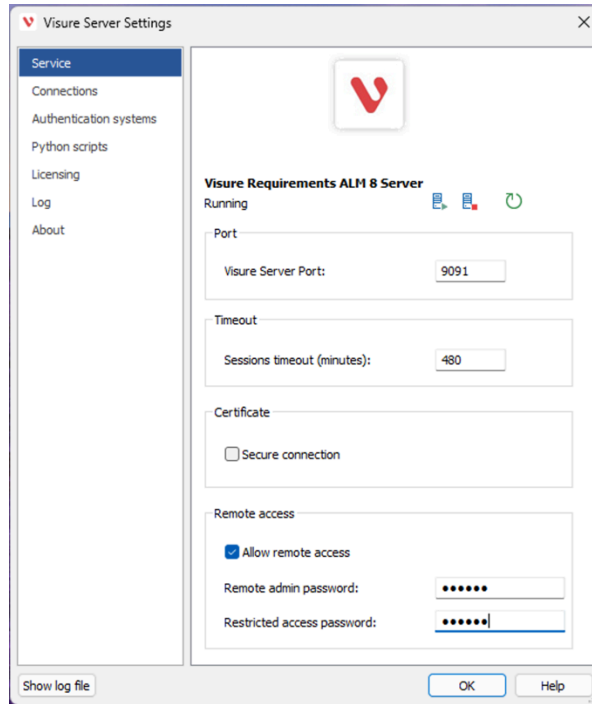 Visure Server Settings
Service
Connections
Authentication systems
Python scripts
Licensing
Log
About
Visure Requirements ALM 8 Server
Running
Port
Visure Server Port: 9091
Timeout
Sessions timeout (minutes): 480
Certificate
Secure connection
Remote access
Allow remote access
Remote admin password: ••••••
Restricted access password: ••••••
Show log file OK Help